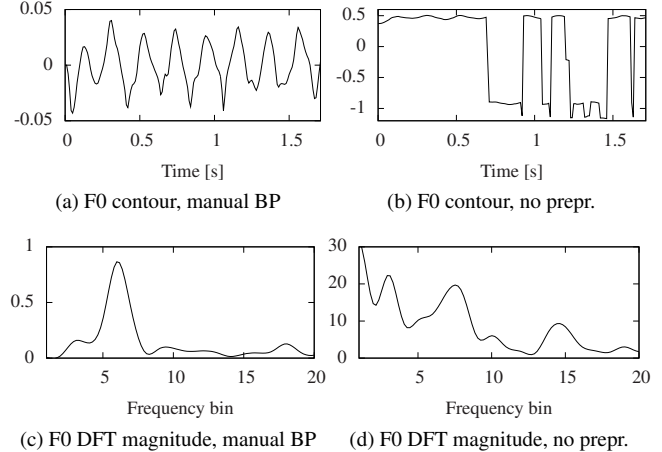 0.05
0
-0.05
0 0.5 1 1.5
Time [s]
(a) F0 contour, manual BP
0.5
0
-0.5
-1
0 0.5 1 1.5
Time [s]
(b) F0 contour, no prepr.
1
0.5
0
5 10 15 20
Frequency bin
(c) F0 DFT magnitude, manual BP
30
20
10
0
5 10 15 20
Frequency bin
(d) F0 DFT magnitude, no prepr.